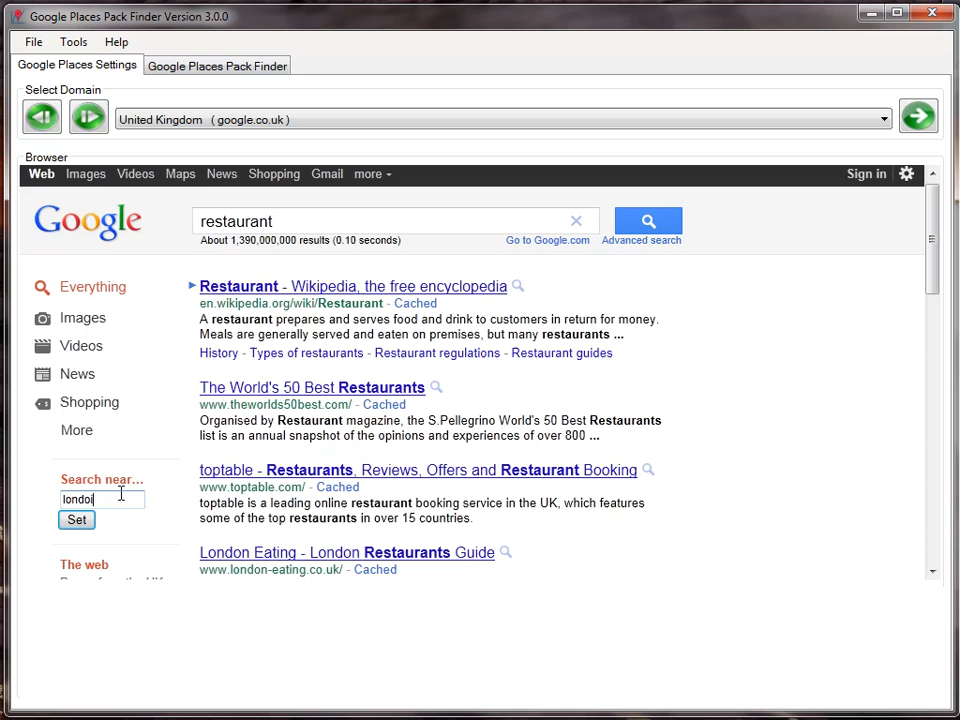 Google Places Pack Finder Version 3.0.0
File Tools Help
Google Places Settings Google Places Pack Finder
Select Domain
United Kingdom ( google.co.uk )
Browser
Web Images Videos Maps News Shopping Gmail more Sign in
Google restaurant
About 1,390,000,000 results (0.10 seconds) Go to Google.com Advanced search
Everything
Images
Videos
News
Shopping
More
Search near...
londoi
Set
The web
Restaurant - Wikipedia, the free encyclopedia
en.wikipedia.org/wiki/Restaurant - Cached
A restaurant prepares and serves food and drink to customers in return for money.
Meals are generally served and eaten on premises, but many restaurants ...
History - Types of restaurants - Restaurant regulations - Restaurant guides
The World's 50 Best Restaurants
www.theworlds50best.com/ - Cached
Organised by Restaurant magazine, the S.Pellegrino World's 50 Best Restaurants
list is an annual snapshot of the opinions and experiences of over 800 ...
toptable - Restaurants, Reviews, Offers and Restaurant Booking
www.toptable.com/ - Cached
toptable is a leading online restaurant booking service in the UK, which features
some of the top restaurants in over 15 countries.
London Eating - London Restaurants Guide
www.london-eating.co.uk/ - Cached